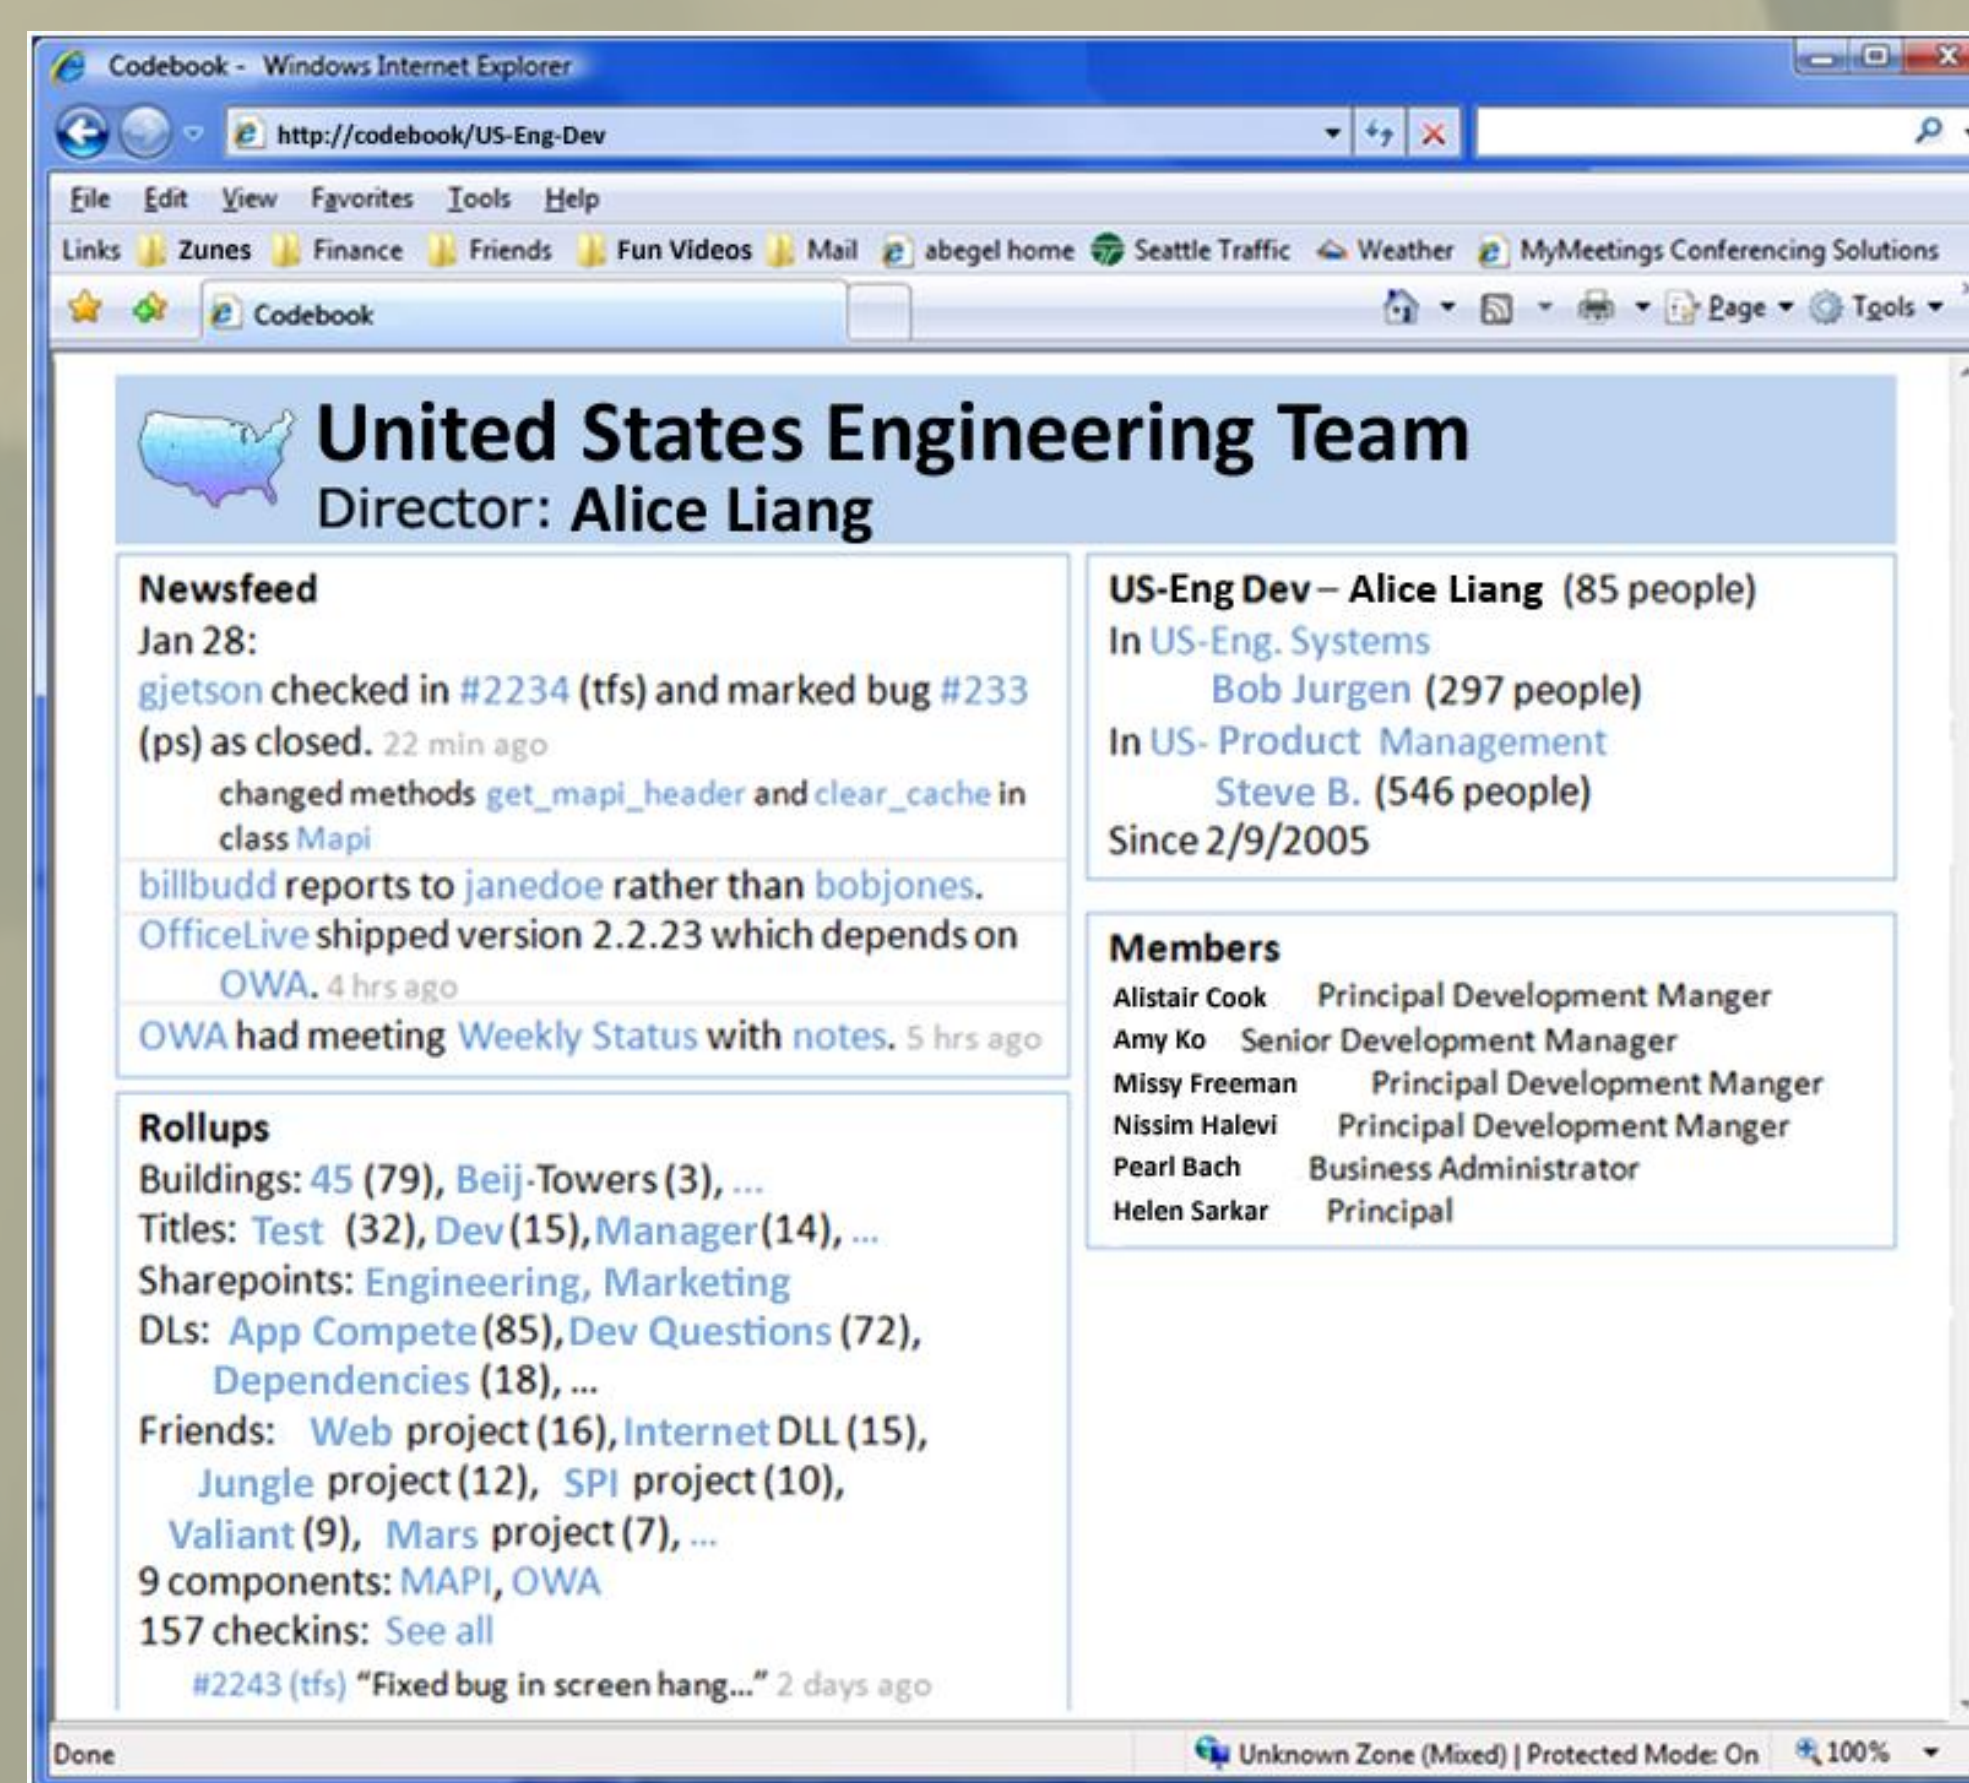 Codebook - Windows Internet Explorer
http://codebook/US-Eng-Dev
File Edit View Favorites Tools Help
Links Zunes Finance Friends Fun Videos Mail abegel home Seattle Traffic Weather MyMeetings Conferencing Solutions
Codebook Page Tools
United States Engineering Team
Director: Alice Liang
Newsfeed
Jan 28:
gjetson checked in #2234 (tfs) and marked bug #233
(ps) as closed. 22 min ago
changed methods get_mapi_header and clear_cache in
class Mapi
billbudd reports to janedoe rather than bobjones.
OfficeLive shipped version 2.2.23 which depends on
OWA. 4 hrs ago
OWA had meeting Weekly Status with notes. 5 hrs ago
Rollups
Buildings: 45 (79), Beij-Towers (3), ...
Titles: Test (32), Dev (15), Manager (14), ...
Sharepoints: Engineering, Marketing
DLs: App Compete (85), Dev Questions (72),
Dependencies (18), ...
Friends: Web project (16), Internet DLL (15),
Jungle project (12), SPI project (10),
Valiant (9), Mars project (7), ...
9 components: MAPI, OWA
157 checkins: See all
#2243 (tfs) “Fixed bug in screen hang...” 2 days ago
US-Eng Dev – Alice Liang (85 people)
In US-Eng. Systems
Bob Jurgen (297 people)
In US- Product Management
Steve B. (546 people)
Since 2/9/2005
Members
Alistair Cook Principal Development Manger
Amy Ko Senior Development Manager
Missy Freeman Principal Development Manger
Nissim Halevi Principal Development Manger
Pearl Bach Business Administrator
Helen Sarkar Principal
Done Unknown Zone (Mixed) | Protected Mode: On 100%